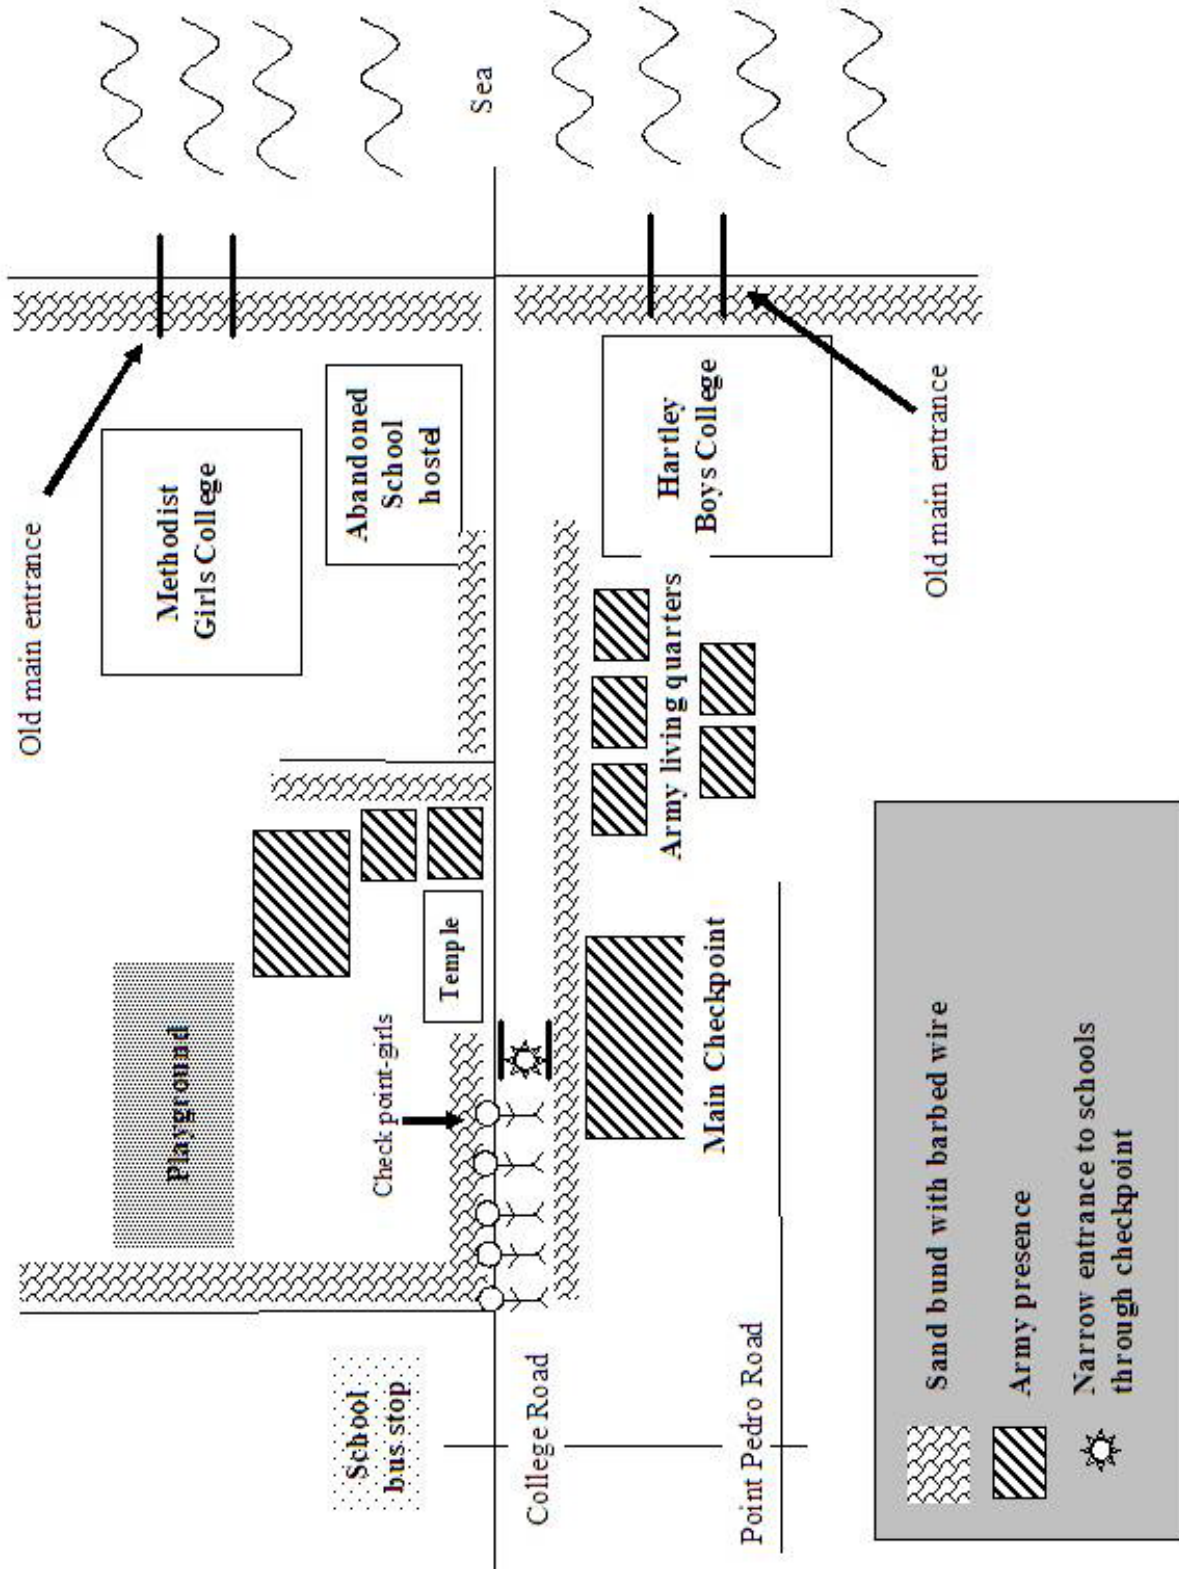 Old main entrance
Methodist
Girls College
Abandoned
School
hostel
Sea
Playground
Check point-girls
Temple
School
bus stop
College Road
Hartley
Boys College
Army living quarters
Old main entrance
Main Checkpoint
Point Pedro Road
Sand bund with barbed wire
Army presence
Narrow entrance to schools
through checkpoint